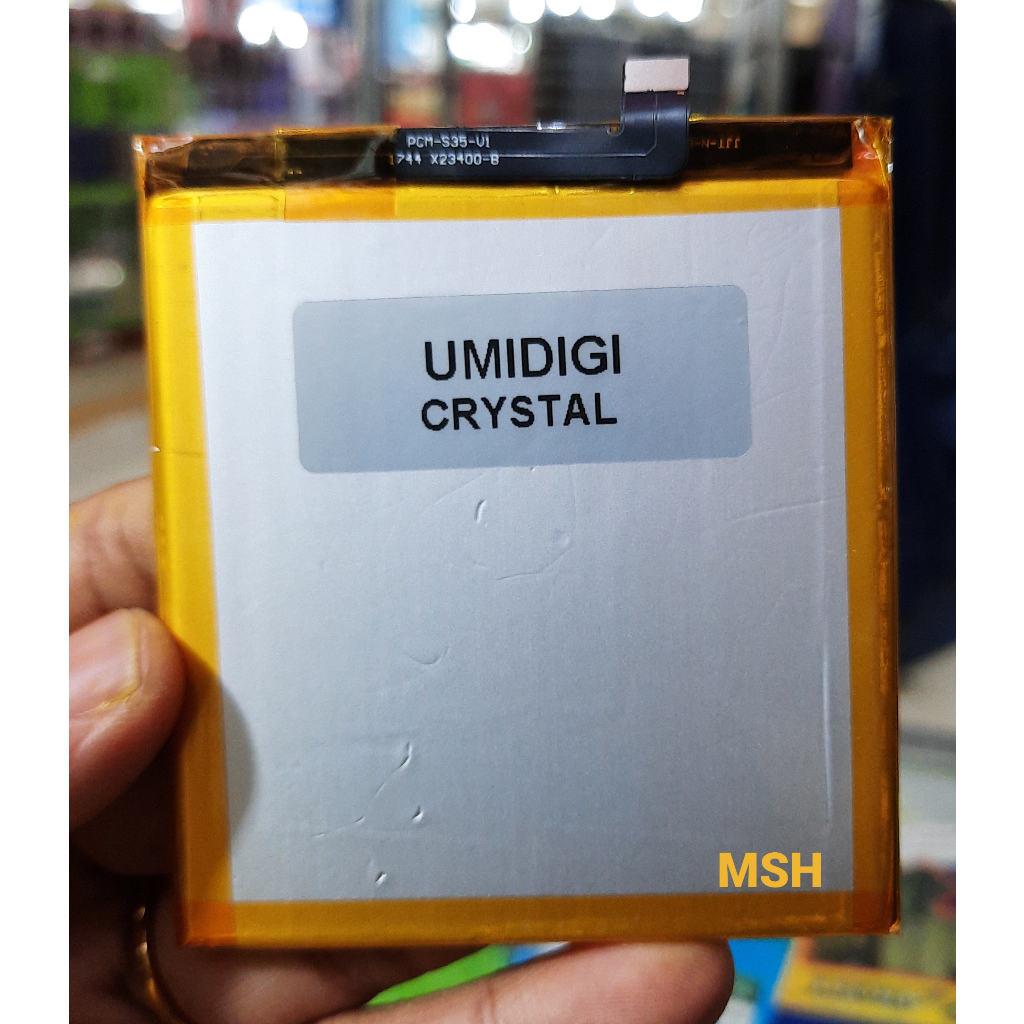 PCM-S35-V1
1744 X23400-B
UMIDIGI
CRYSTAL
MSH